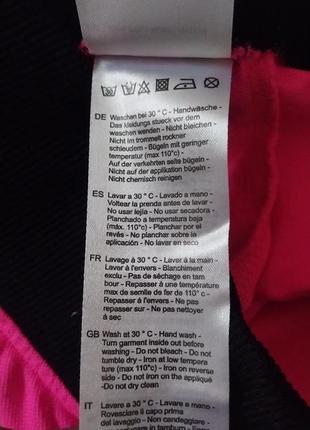 DE Waschen bei 30 ° C - Handwäsche -
Das kleidungs stueck vor dem
waschen wenden - Nicht bleichen -
Nicht im trommelt rockner
schleudern - Bügeln mit geringer
temperatur (max 110°c) -
Auf der verkehrten seite bügeln -
Nicht auf der applikation bügeln -
Nicht chemisch reinigen
ES Lavar a 30 ° C - Lavado a mano -
Voltear la prenda antes de lavar -
No usar lejía - No usar secadora -
Planchado a temperatura baja
(máx. 110°c) - Planchar por el
revés - No planchar sobre la
aplicación - No lavar en seco
FR Lavage à 30 ° C - Laver à la main -
Laver à l'envers - Blanchiment
exclu - Pas de séchage en tam
bour - Repasser à une température
max de semille de fer de 110° c -
Repasser à l'envers - Ne pas
repasser sur - Ne pas nettoyer
à sec
GB Wash at 30 ° C - Hand wash -
Turn garment inside out before
washing - Do not bleach - Do not
tumble dry - Iron at low tempera
ture (max 110°c) - Iron on reverse
side - Do not iron on the appliqué
- Do not dry clean
IT Lavare a 30 ° C - Lavare a mano -
Rovesciare il capo prima
del lavaggio - Non candeggiare -